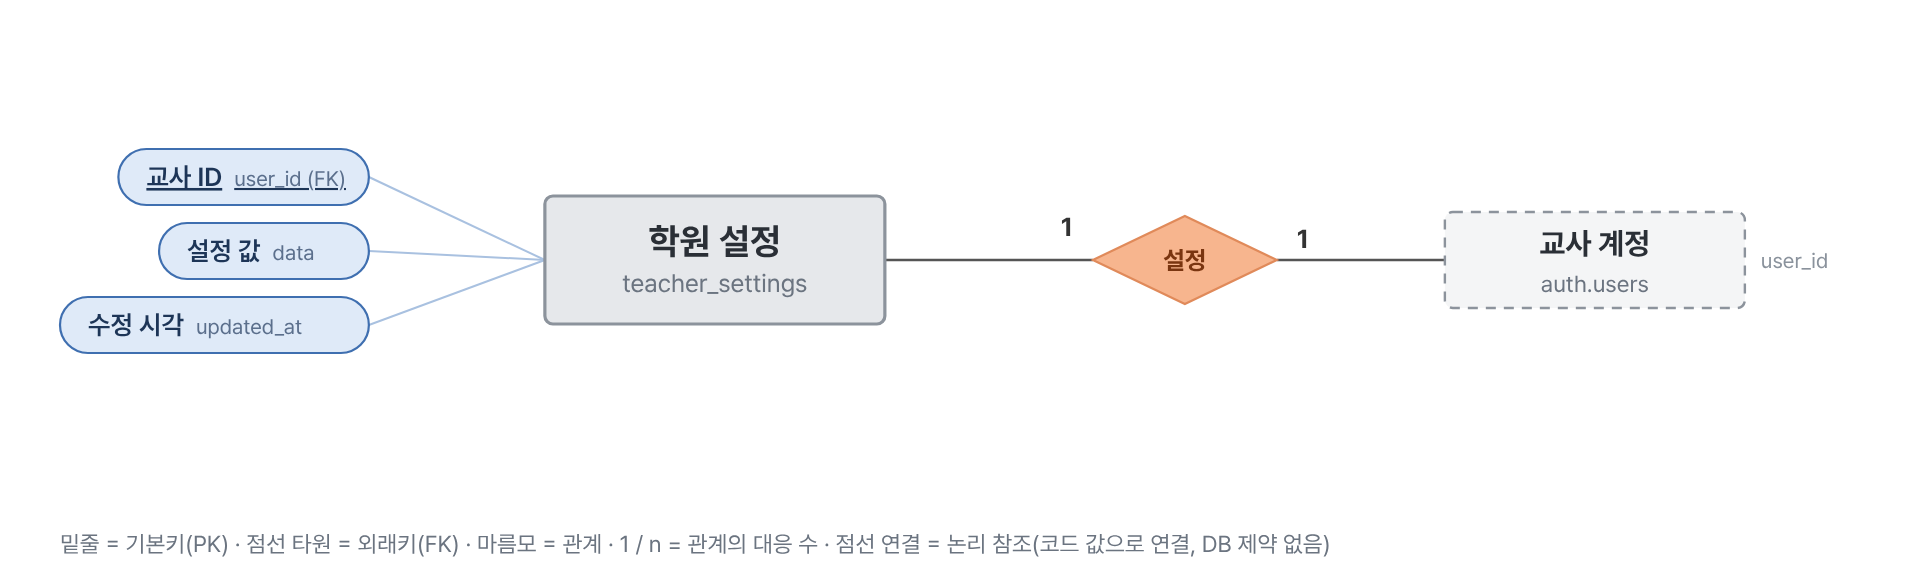 교사 ID user_id (FK)
설정 값 data
수정 시각 updated_at
학원 설정
teacher_settings
1
설정
1
교사 계정
auth.users
user_id
밑줄 = 기본키(PK) · 점선 타원 = 외래키(FK) · 마름모 = 관계 · 1 / n = 관계의 대응 수 · 점선 연결 = 논리 참조(코드 값으로 연결, DB 제약 없음)